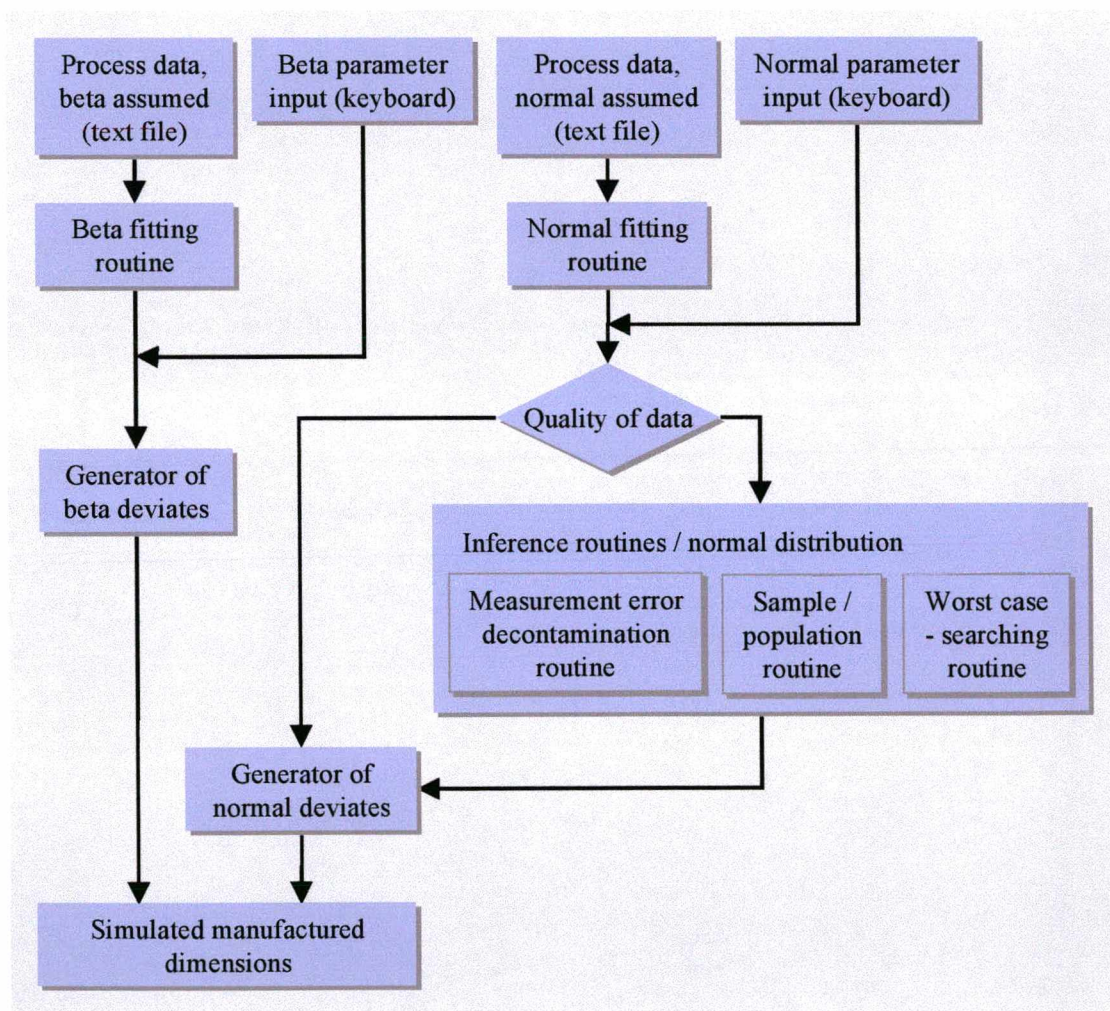 Process data,
beta assumed
(text file)
Beta parameter
input (keyboard)
Process data,
normal assumed
(text file)
Normal parameter
input (keyboard)
Beta fitting
routine
Normal fitting
routine
Quality of data
Generator of
beta deviates
Inference routines / normal distribution
Measurement error
decontamination
routine
Sample /
population
routine
Worst case
- searching
routine
Generator of
normal deviates
Simulated manufactured
dimensions